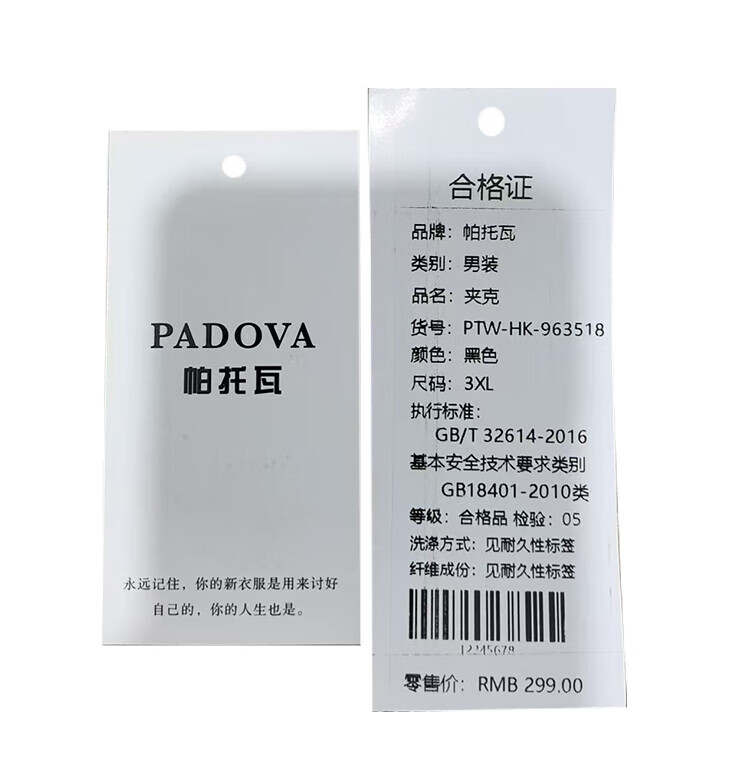 PADOVA
帕托瓦
永远记住，你的新衣服是用来讨好
自己的，你的人生也是。
合格证
品牌：帕托瓦
类别：男装
品名：夹克
货号：PTW-HK-963518
颜色：黑色
尺码：3XL
执行标准：
GB/T 32614-2016
基本安全技术要求类别
GB18401-2010类
等级：合格品 检验：05
洗涤方式：见耐久性标签
纤维成份：见耐久性标签
12345678
零售价：RMB 299.00